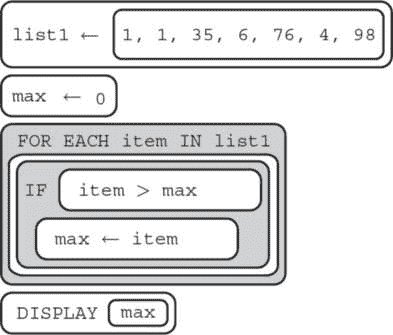 list1 ← 1, 1, 35, 6, 76, 4, 98
max ← 0
FOR EACH item IN list1
IF item > max
max ← item
DISPLAY max